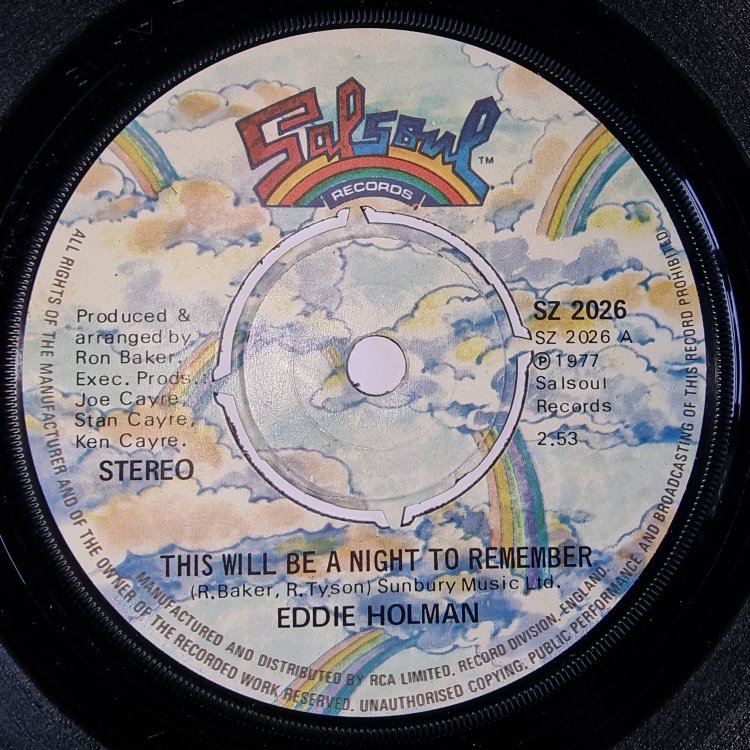 Salsoul™
RECORDS
Produced &
arranged by
Ron Baker.
Exec. Prods.:
Joe Cayre,
Stan Cayre,
Ken Cayre.
STEREO
SZ 2026
SZ 2026 A
℗ 1977
Salsoul
Records
2.53
THIS WILL BE A NIGHT TO REMEMBER
(R.Baker, R.Tyson) Sunbury Music Ltd.
EDDIE HOLMAN
MANUFACTURED AND DISTRIBUTED BY RCA LIMITED. RECORD DIVISION. ENGLAND.
ALL RIGHTS OF THE MANUFACTURER AND OF THE OWNER OF THE RECORDED WORK RESERVED. UNAUTHORISED COPYING, PUBLIC PERFORMANCE AND BROADCASTING OF THIS RECORD PROHIBITED.